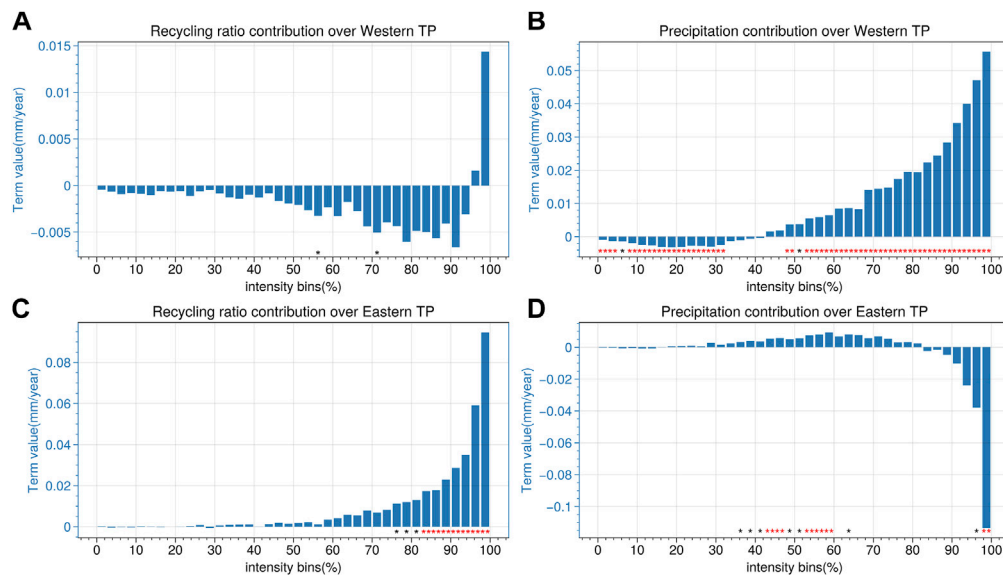 A
Recycling ratio contribution over Western TP
0.015
0.01
0.005
0
−0.005
Term value(mm/year)
*
*
0 10 20 30 40 50 60 70 80 90 100
intensity bins(%)
B
Precipitation contribution over Western TP
0.05
0.04
0.03
0.02
0.01
0
Term value(mm/year)
0 10 20 30 40 50 60 70 80 90 100
intensity bins(%)
C
Recycling ratio contribution over Eastern TP
0.08
0.06
0.04
0.02
0
Term value(mm/year)
0 10 20 30 40 50 60 70 80 90 100
intensity bins(%)
D
Precipitation contribution over Eastern TP
0
−0.02
−0.04
−0.06
−0.08
−0.1
Term value(mm/year)
0 10 20 30 40 50 60 70 80 90 100
intensity bins(%)